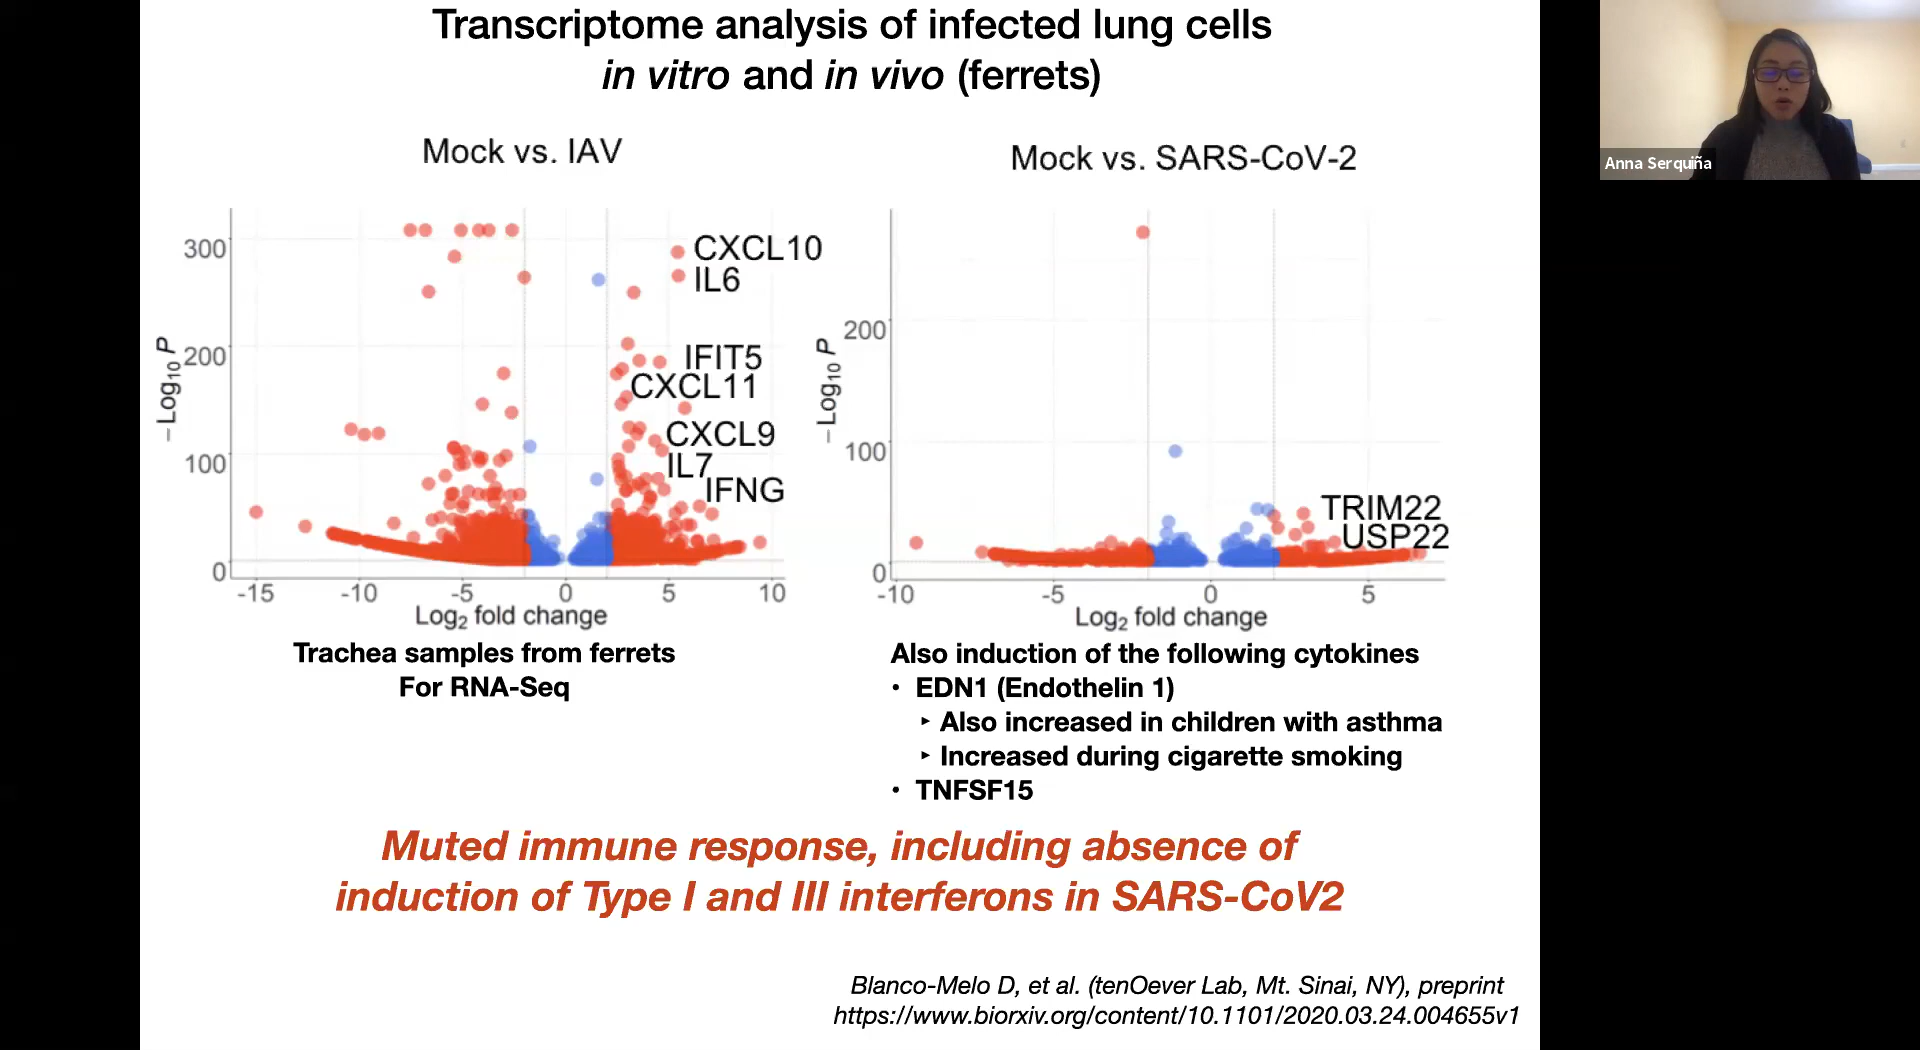 Transcriptome analysis of infected lung cells
in vitro and in vivo (ferrets)
Anna Serquiña
Mock vs. IAV
300
200
100
0
-15 -10 -5 0 5 10
– Log10 P
Log2 fold change
CXCL10
IL6
IFIT5
CXCL11
CXCL9
IL7
IFNG
Trachea samples from ferrets
For RNA-Seq
Mock vs. SARS-CoV-2
200
100
0
-10 -5 0 5
– Log10 P
Log2 fold change
TRIM22
USP22
Also induction of the following cytokines
• EDN1 (Endothelin 1)
‣ Also increased in children with asthma
‣ Increased during cigarette smoking
• TNFSF15
Muted immune response, including absence of
induction of Type I and III interferons in SARS-CoV2
Blanco-Melo D, et al. (tenOever Lab, Mt. Sinai, NY), preprint
https://www.biorxiv.org/content/10.1101/2020.03.24.004655v1